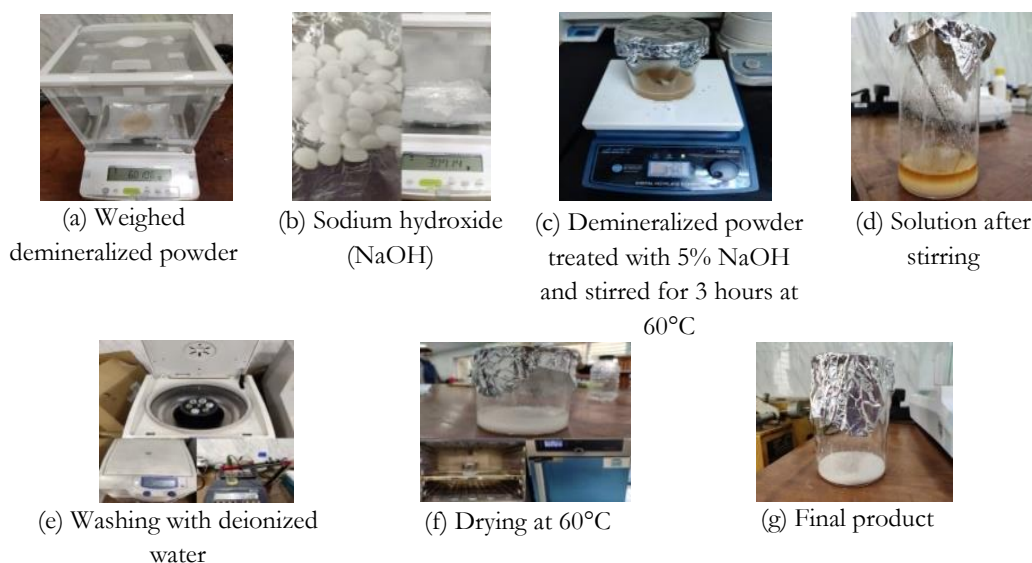 (a) Weighed
demineralized powder
(b) Sodium hydroxide
(NaOH)
(c) Demineralized powder
treated with 5% NaOH
and stirred for 3 hours at
60°C
(d) Solution after
stirring
(e) Washing with deionized
water
(f) Drying at 60°C
(g) Final product